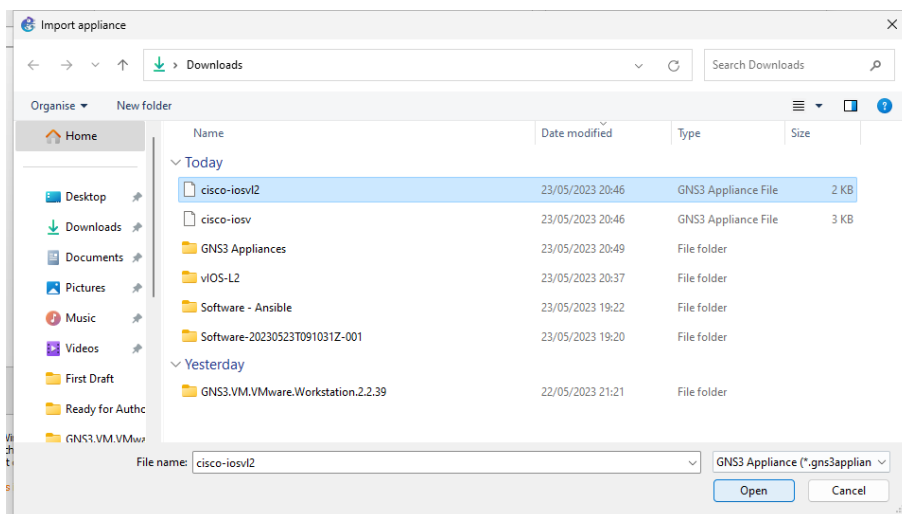 Import appliance
Downloads
Search Downloads
Organise New folder
Home
Desktop
Downloads
Documents
Pictures
Music
Videos
First Draft
Ready for Autho
GNS3.VM.VMwa
Name Date modified Type Size
Today
cisco-iosvl2 23/05/2023 20:46 GNS3 Appliance File 2 KB
cisco-iosv 23/05/2023 20:46 GNS3 Appliance File 3 KB
GNS3 Appliances 23/05/2023 20:49 File folder
vIOS-L2 23/05/2023 20:37 File folder
Software - Ansible 23/05/2023 19:22 File folder
Software-20230523T091031Z-001 23/05/2023 19:20 File folder
Yesterday
GNS3.VM.VMware.Workstation.2.2.39 22/05/2023 21:21 File folder
File name: cisco-iosvl2 GNS3 Appliance (*.gns3applian
Open Cancel